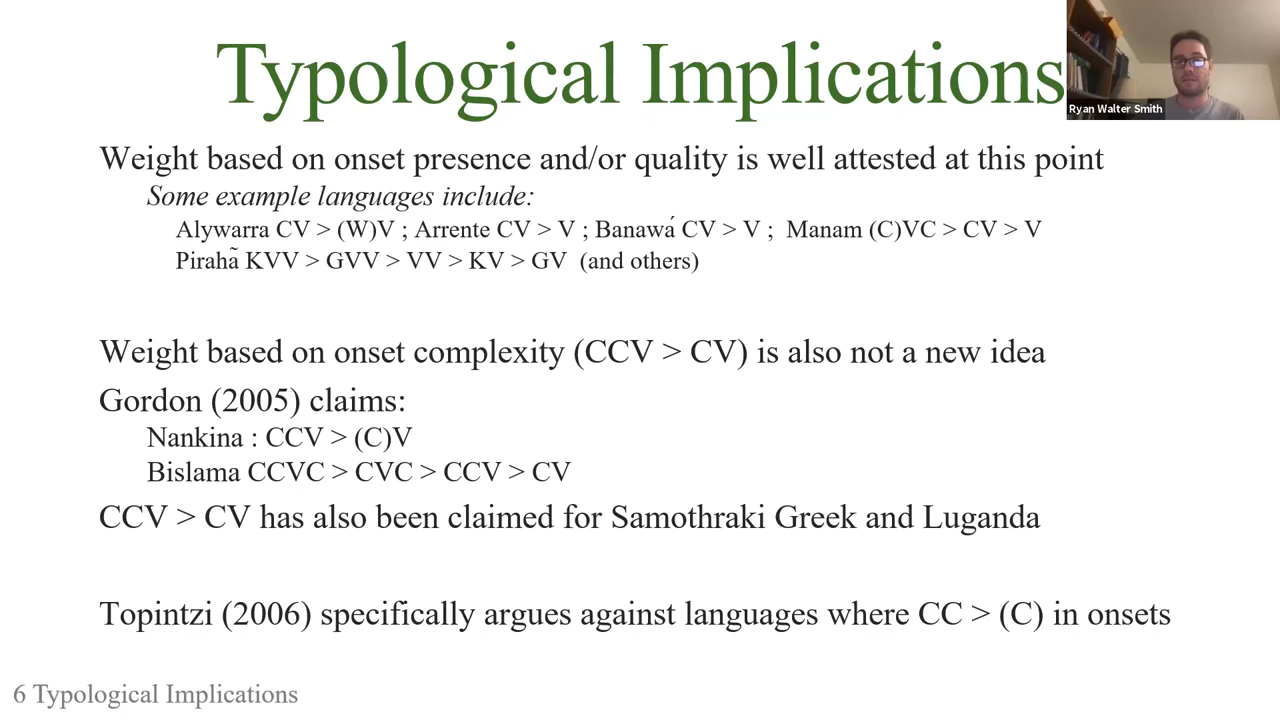 Typological Implications
Ryan Walter Smith
Weight based on onset presence and/or quality is well attested at this point
Some example languages include:
Alywarra CV > (W)V ; Arrente CV > V ; Banawá CV > V ; Manam (C)VC > CV > V
Pirahã KVV > GVV > VV > KV > GV (and others)
Weight based on onset complexity (CCV > CV) is also not a new idea
Gordon (2005) claims:
Nankina : CCV > (C)V
Bislama CCVC > CVC > CCV > CV
CCV > CV has also been claimed for Samothraki Greek and Luganda
Topintzi (2006) specifically argues against languages where CC > (C) in onsets
6 Typological Implications